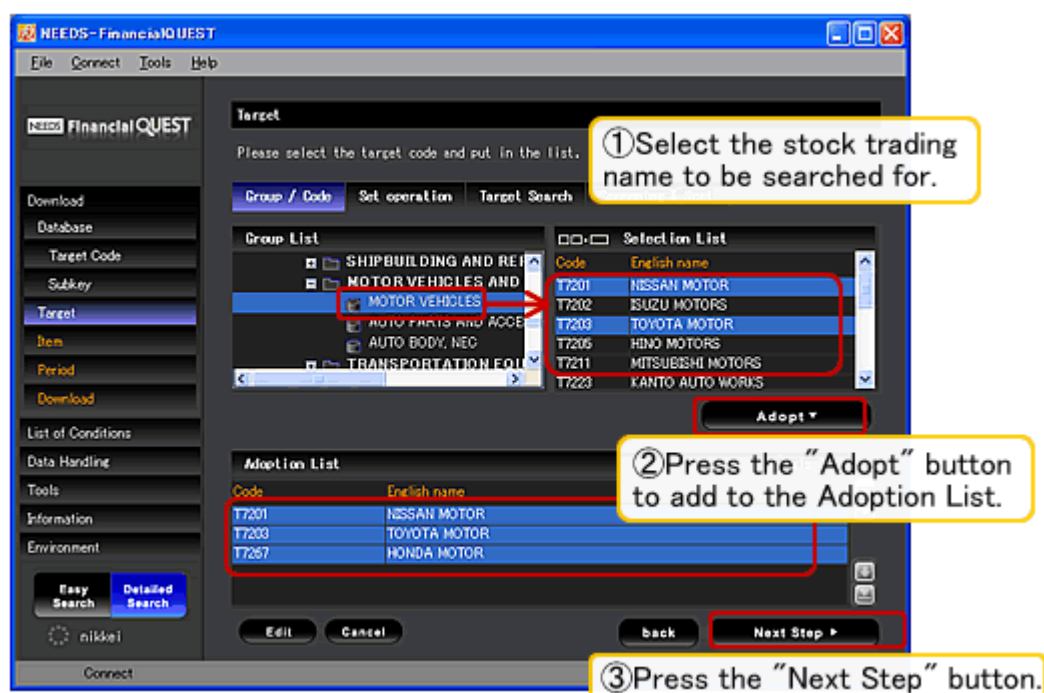 NEEDS-FinancialQUEST
File Connect Tools Help
NEEDS Financial QUEST
Target
Please select the target code and put in the list.
①Select the stock trading
name to be searched for.
Group / Code Set operation Target Search
Download
Database
Target Code
Subkey
Target
Item
Period
Download
List of Conditions
Data Handling
Tools
Information
Environment
Easy Search
Detailed Search
nikkei
Group List
SHIPBUILDING AND REP
MOTOR VEHICLES AND
MOTOR VEHICLES
AUTO PARTS AND ACCE
AUTO BODY, NEC
TRANSPORTATION EQU
Selection List
Code English name
T7201 NISSAN MOTOR
T7202 ISUZU MOTORS
T7203 TOYOTA MOTOR
T7205 HINO MOTORS
T7211 MITSUBISHI MOTORS
T7223 KANTO AUTO WORKS
Adopt ▼
②Press the "Adopt" button
to add to the Adoption List.
Adoption List
Code English name
T7201 NISSAN MOTOR
T7203 TOYOTA MOTOR
T7267 HONDA MOTOR
Edit Cancel back Next Step ▶
③Press the "Next Step" button.
Connect